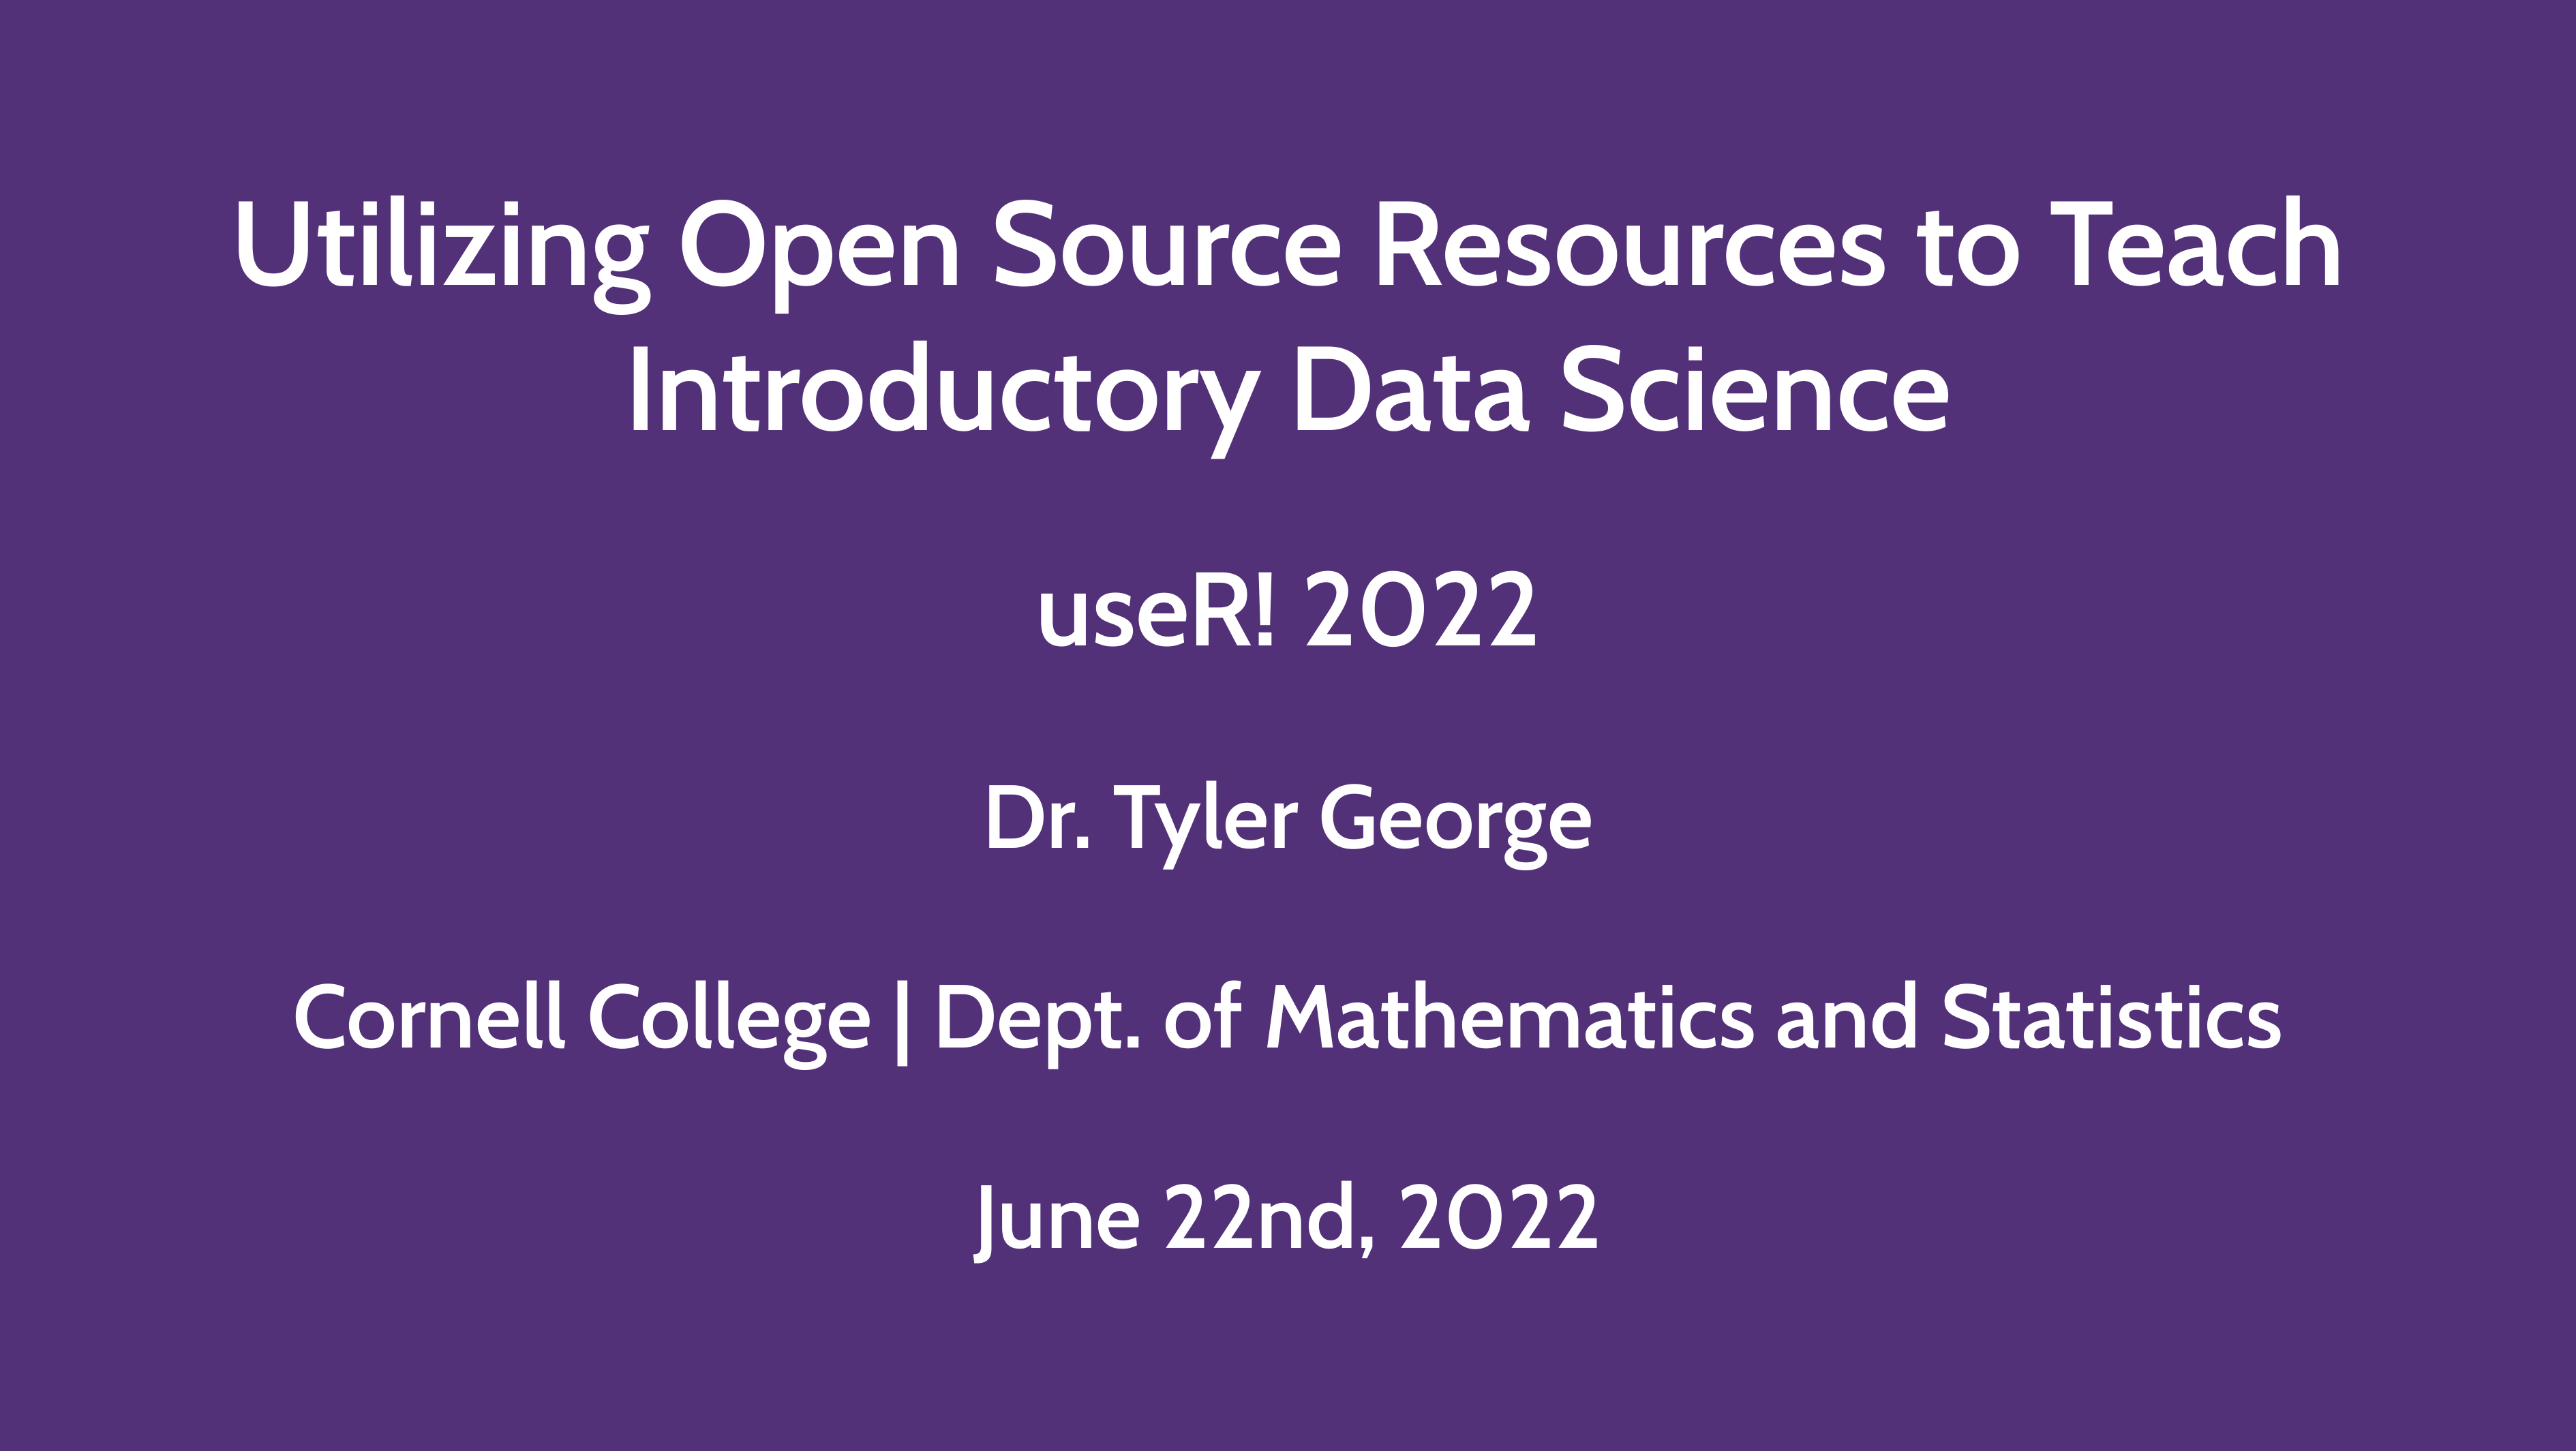 Utilizing Open Source Resources to Teach
Introductory Data Science
useR! 2022
Dr. Tyler George
Cornell College | Dept. of Mathematics and Statistics
June 22nd, 2022